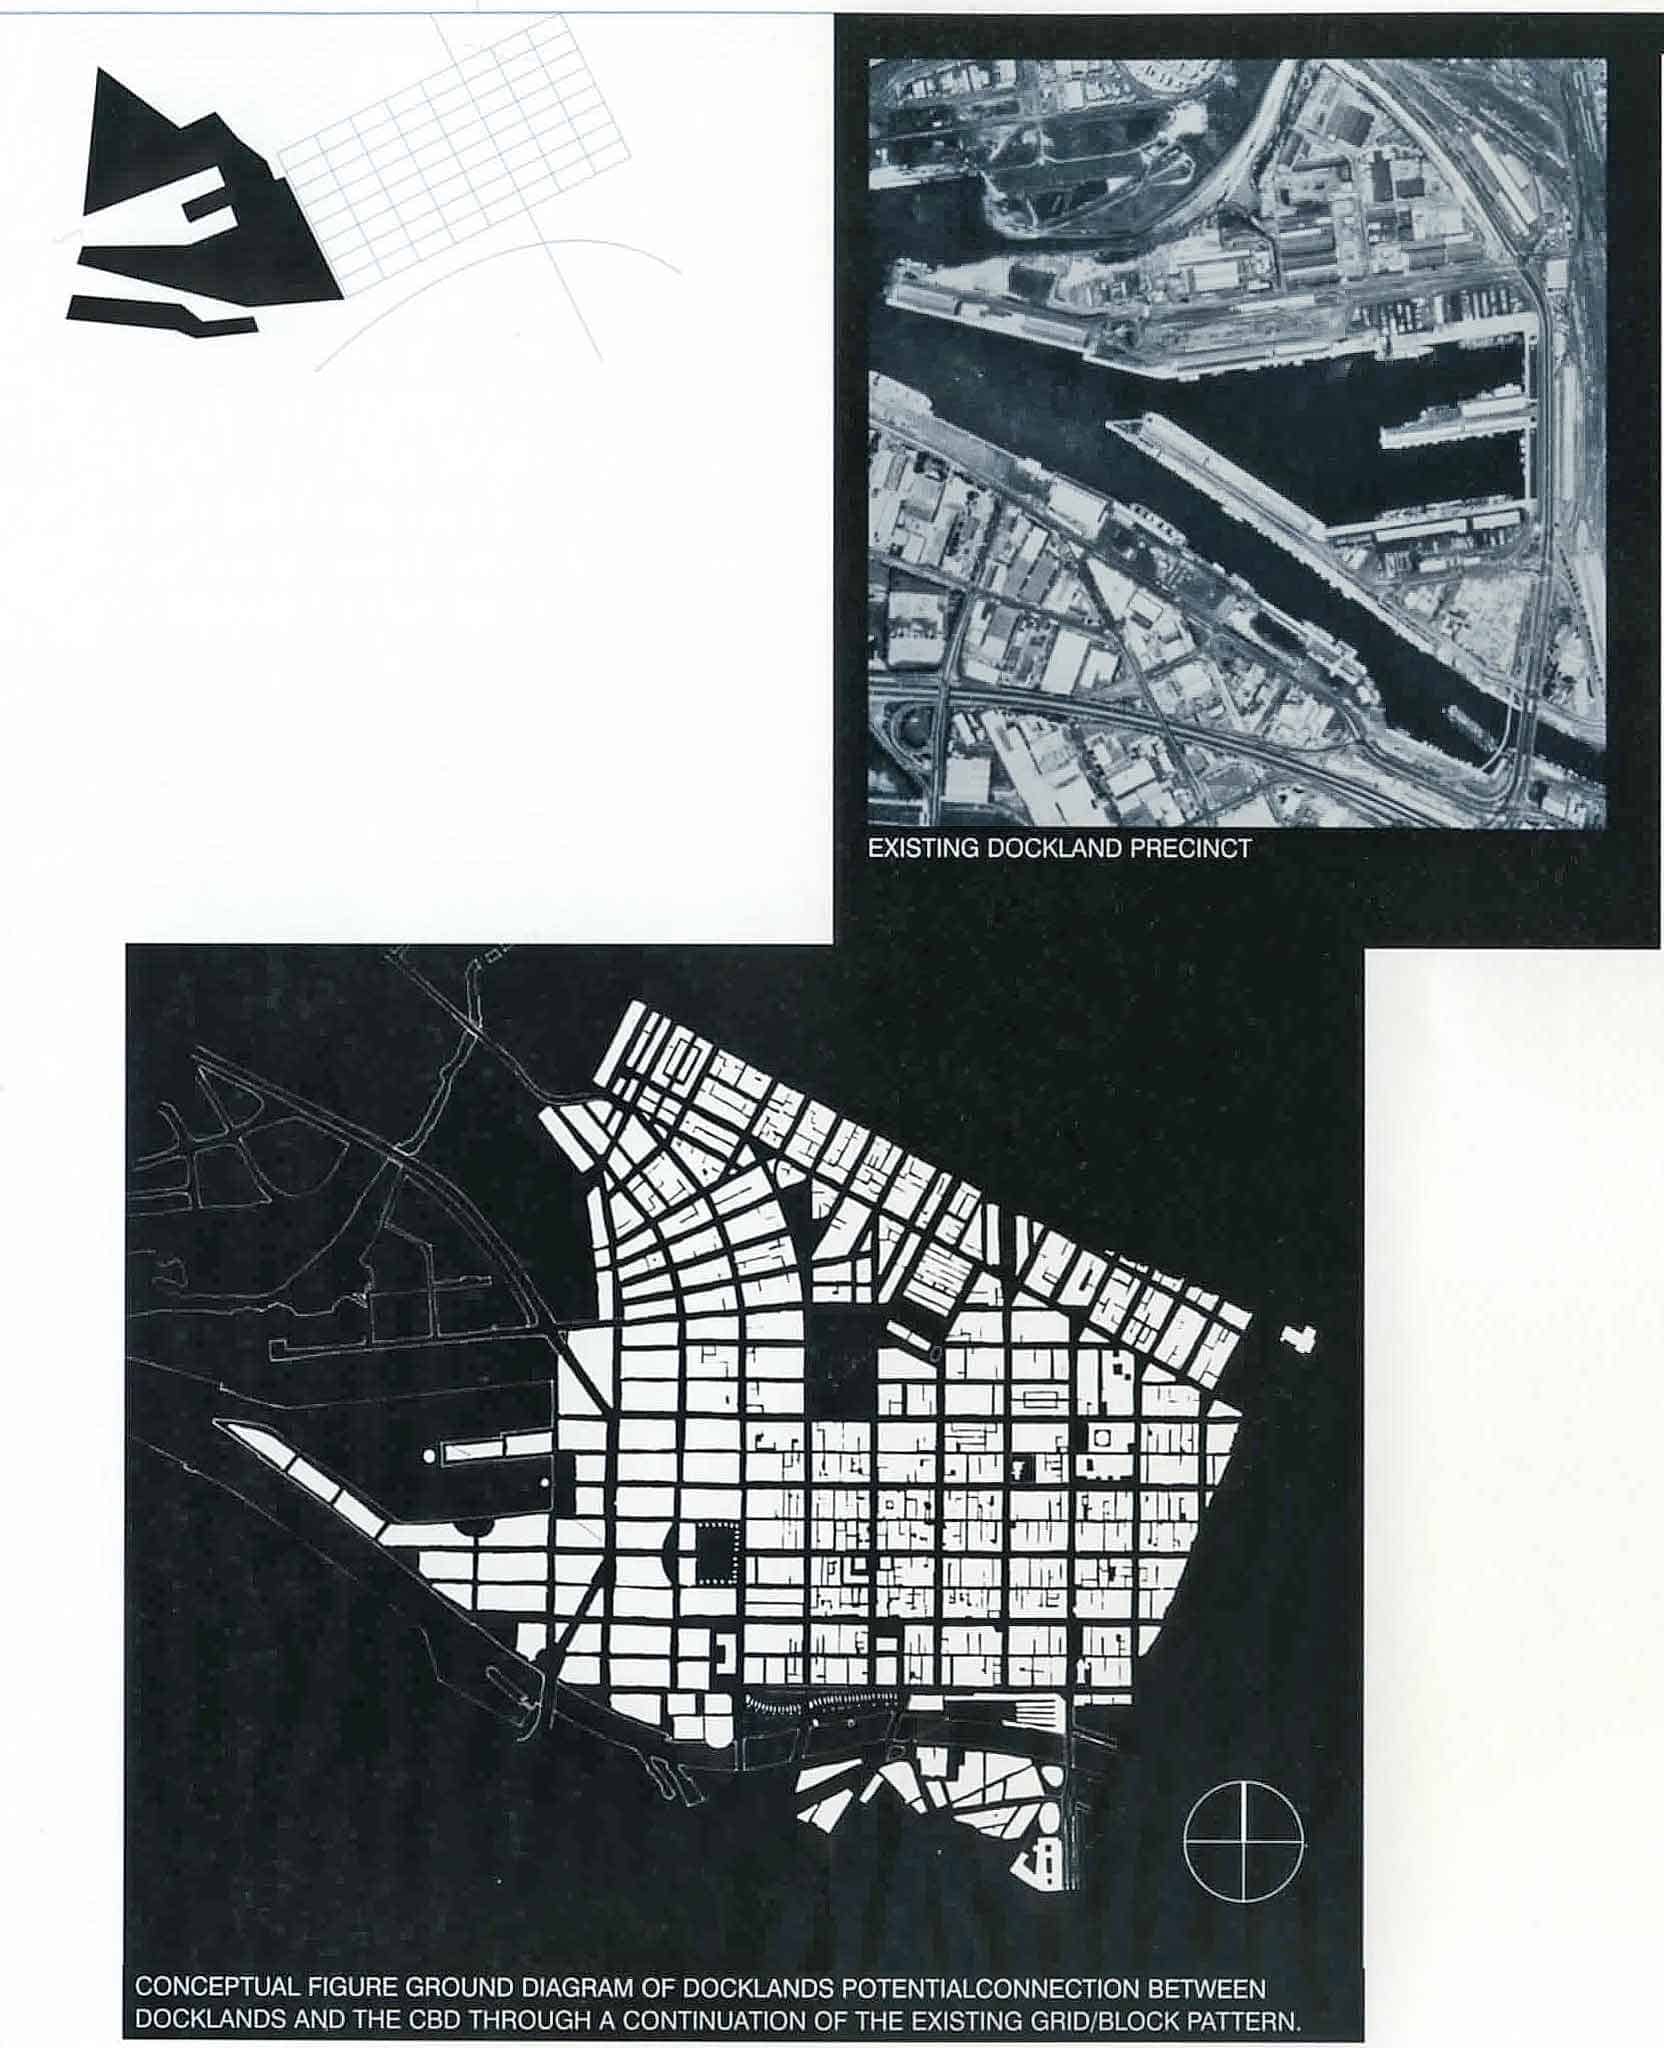 EXISTING DOCKLAND PRECINCT
CONCEPTUAL FIGURE GROUND DIAGRAM OF DOCKLANDS POTENTIALCONNECTION BETWEEN
DOCKLANDS AND THE CBD THROUGH A CONTINUATION OF THE EXISTING GRID/BLOCK PATTERN.